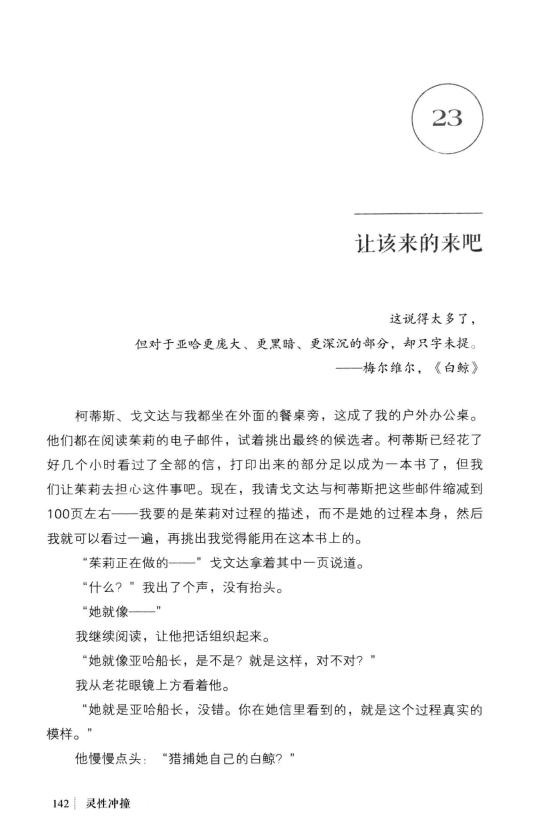 23
让该来的来吧
这说得太多了，
但对于亚哈更庞大、更黑暗、更深沉的部分，却只字未提。
——梅尔维尔，《白鲸》
柯蒂斯、戈文达与我都坐在外面的餐桌旁，这成了我的户外办公桌。
他们都在阅读茱莉的电子邮件，试着挑出最终的候选者。柯蒂斯已经花了
好几个小时看过了全部的信，打印出来的部分足以成为一本书了，但我
们让茱莉去担心这件事吧。现在，我请戈文达与柯蒂斯把这些邮件缩减到
100页左右——我要的是茱莉对过程的描述，而不是她的过程本身，然后
我就可以看过一遍，再挑出我觉得能用在这本书上的。
“茱莉正在做的——”戈文达拿着其中一页说道。
“什么？”我出了个声，没有抬头。
“她就像——”
我继续阅读，让他把话组织起来。
“她就像亚哈船长，是不是？就是这样，对不对？”
我从老花眼镜上方看着他。
“她就是亚哈船长，没错。你在她信里看到的，就是这个过程真实的
模样。”
他慢慢点头：“猎捕她自己的白鲸？”
142 灵性冲撞